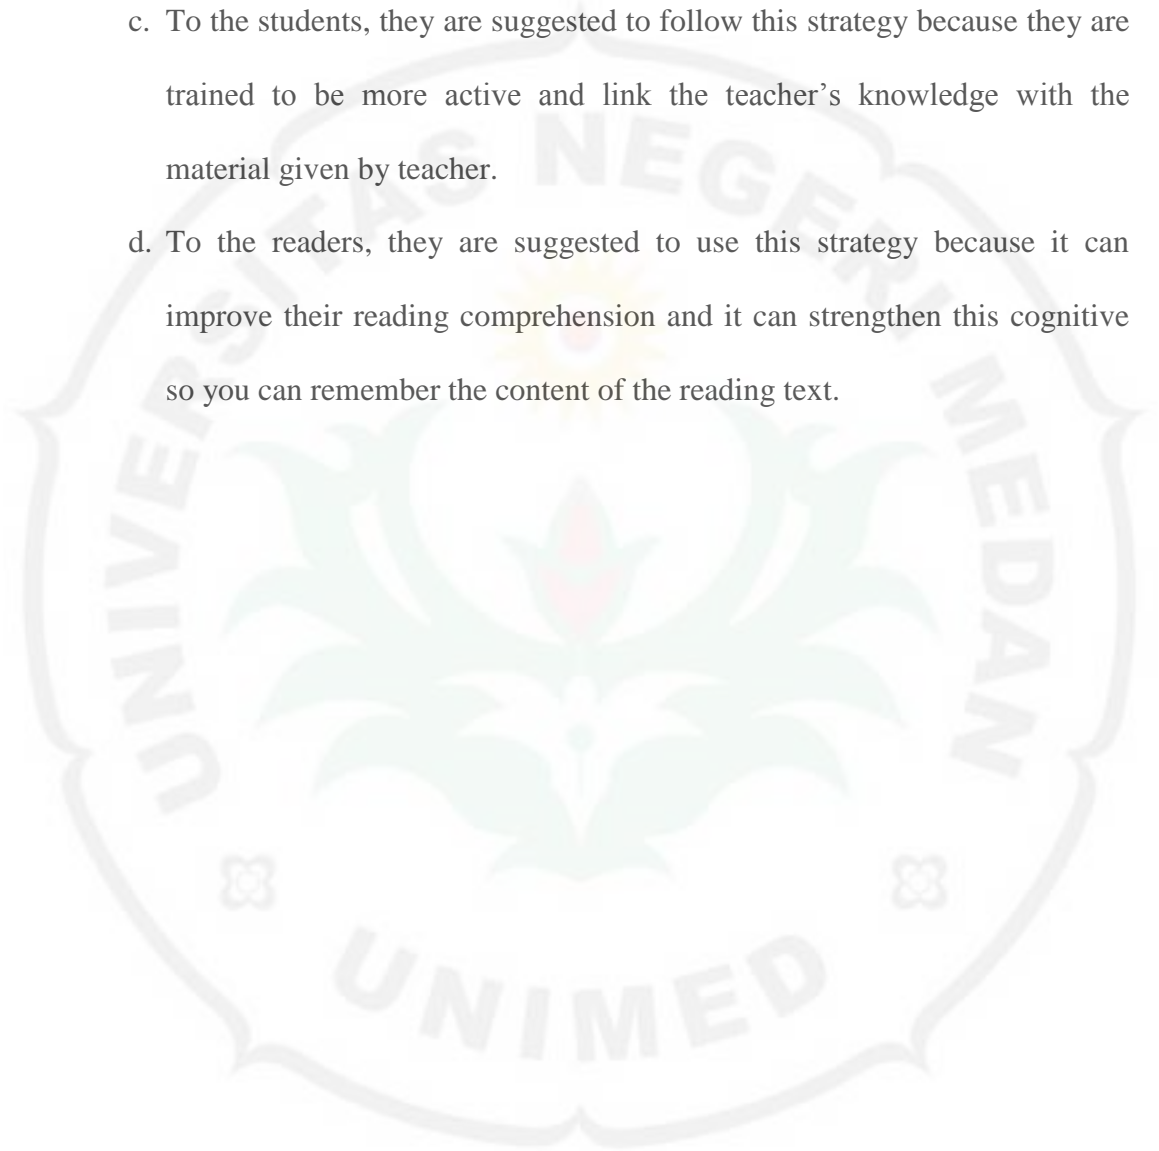 c. To the students, they are suggested to follow this strategy because they are
trained to be more active and link the teacher’s knowledge with the
material given by teacher.
d. To the readers, they are suggested to use this strategy because it can
improve their reading comprehension and it can strengthen this cognitive
so you can remember the content of the reading text.
UNIVERSITAS NEGERI MEDAN
UNIMED